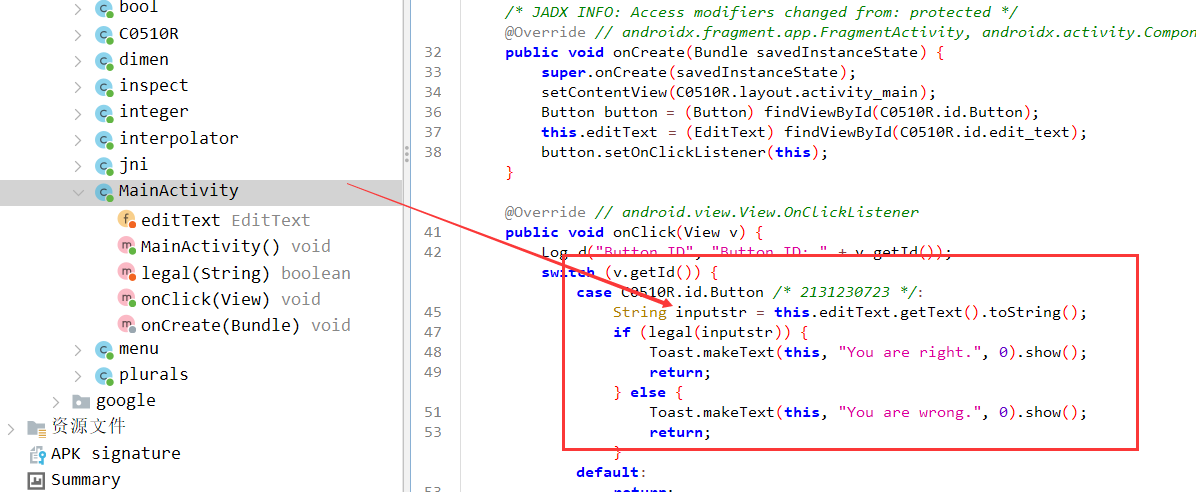 bool
C0510R
dimen
inspect
integer
interpolator
jni
MainActivity
editText EditText
MainActivity() void
legal(String) boolean
onClick(View) void
onCreate(Bundle) void
menu
plurals
google
资源文件
APK signature
Summary
/* JADX INFO: Access modifiers changed from: protected */
@Override // androidx.fragment.app.FragmentActivity, androidx.activity.Compon
32 public void onCreate(Bundle savedInstanceState) {
33 super.onCreate(savedInstanceState);
34 setContentView(C0510R.layout.activity_main);
36 Button button = (Button) findViewById(C0510R.id.Button);
37 this.editText = (EditText) findViewById(C0510R.id.edit_text);
38 button.setOnClickListener(this);
}
@Override // android.view.View.OnClickListener
41 public void onClick(View v) {
42 Log.d("Button ID", "Button ID: " + v.getId());
switch (v.getId()) {
case C0510R.id.Button /* 2131230723 */:
45 String inputstr = this.editText.getText().toString();
47 if (legal(inputstr)) {
48 Toast.makeText(this, "You are right.", 0).show();
49 return;
} else {
51 Toast.makeText(this, "You are wrong.", 0).show();
53 return;
}
default:
53 return;